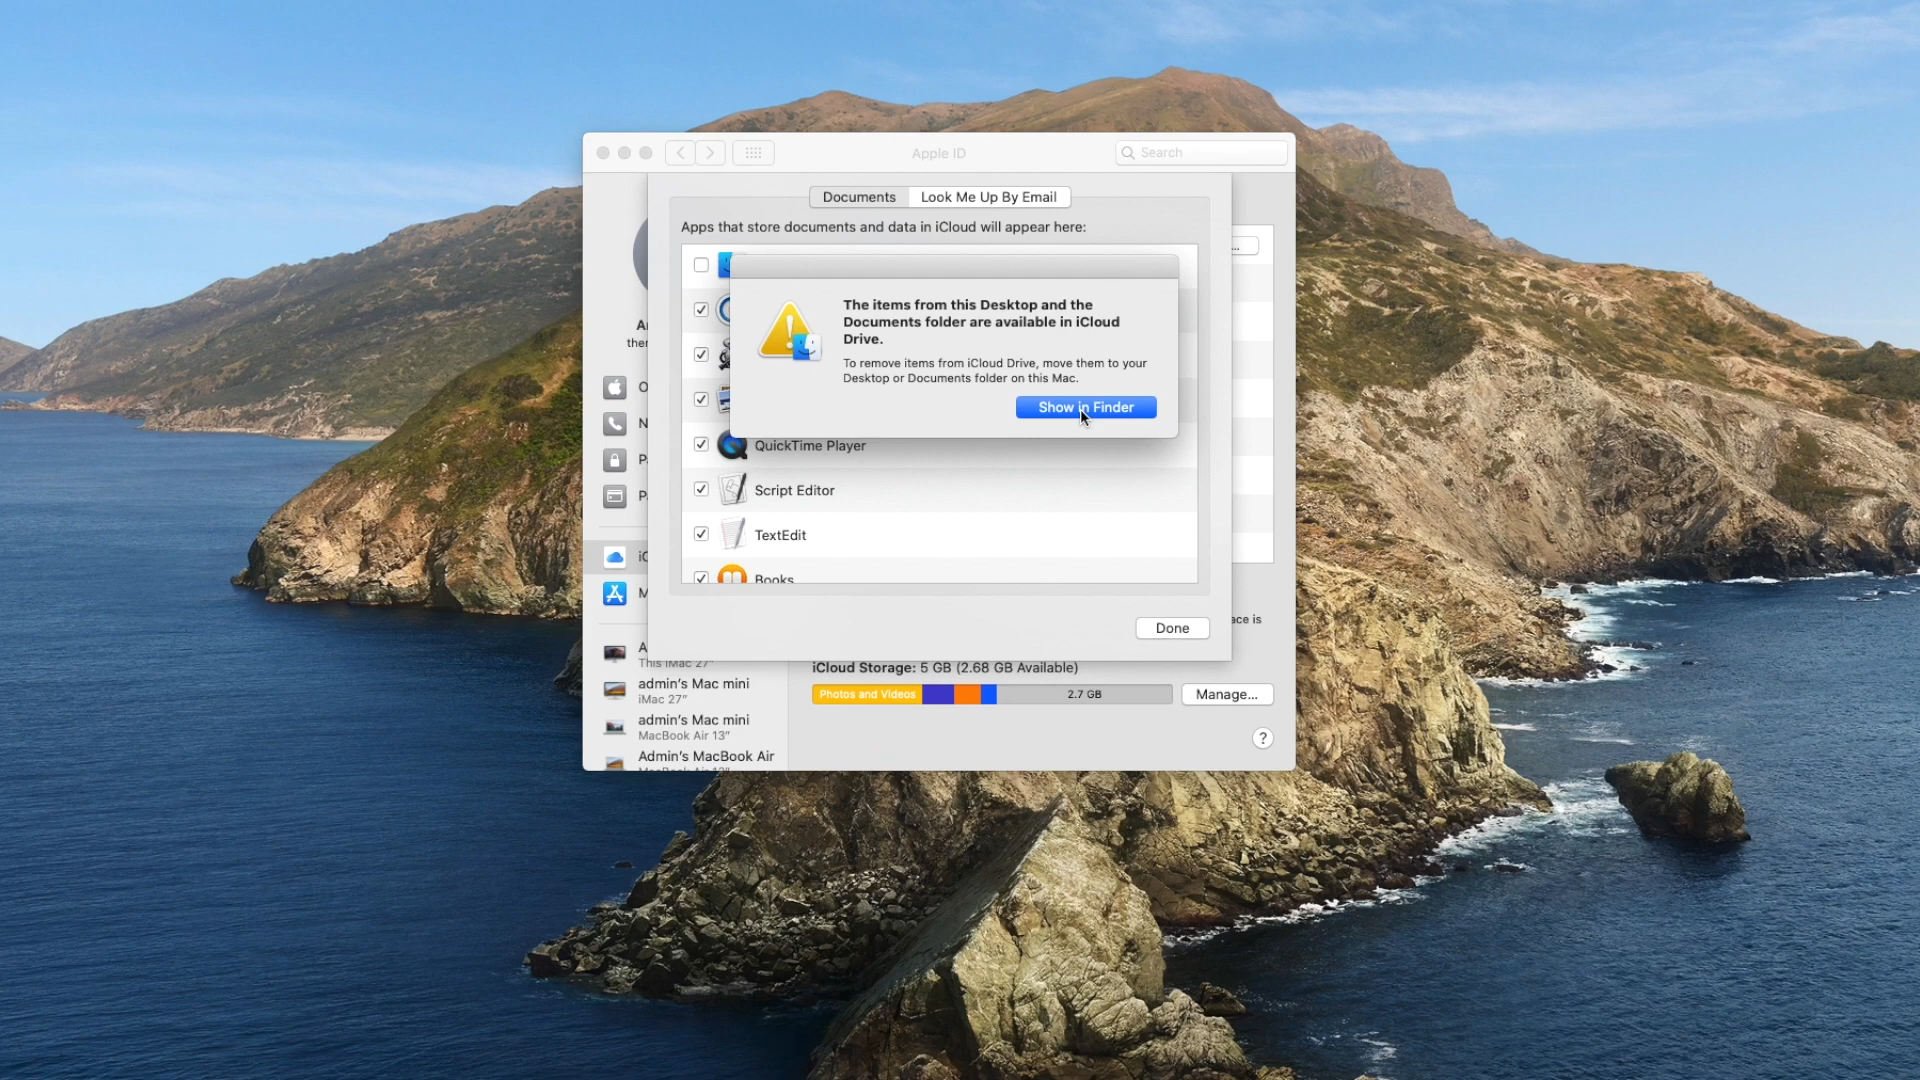 Apple ID
Search
Documents
Look Me Up By Email
Apps that store documents and data in iCloud will appear here:
...
The items from this Desktop and the
Documents folder are available in iCloud
Drive.
To remove items from iCloud Drive, move them to your
Desktop or Documents folder on this Mac.
Show in Finder
QuickTime Player
Script Editor
TextEdit
Books
Done
iCloud Storage: 5 GB (2.68 GB Available)
Photos and Videos
2.7 GB
Manage...
?
This iMac 27"
admin's Mac mini
iMac 27"
admin's Mac mini
MacBook Air 13"
Admin's MacBook Air